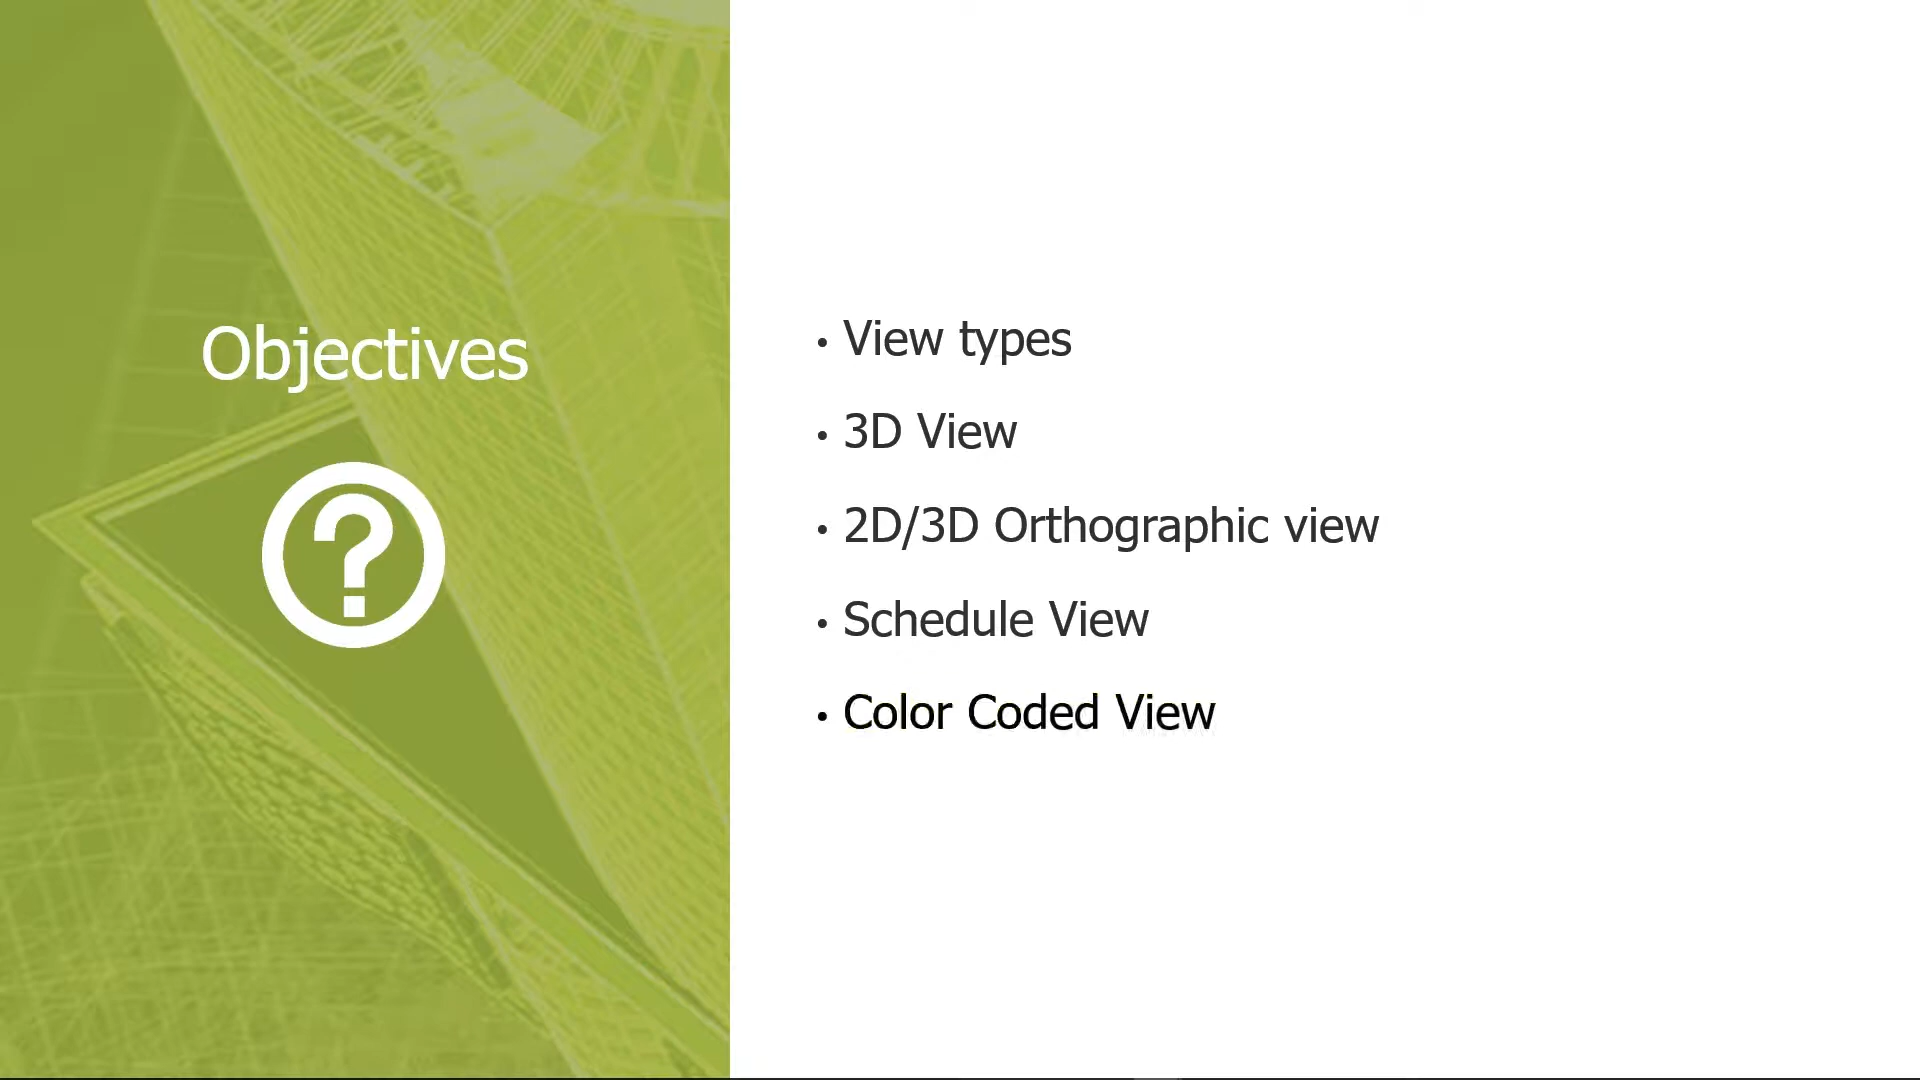 Objectives
• View types
• 3D View
• 2D/3D Orthographic view
• Schedule View
• Color Coded View